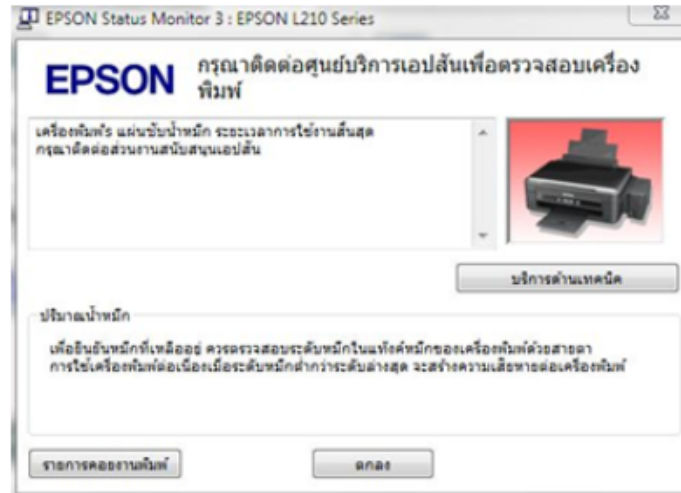 EPSON Status Monitor 3 : EPSON L210 Series
EPSON
กรุณาติดต่อศูนย์บริการเอปสันเพื่อตรวจสอบเครื่อง
พิมพ์
เครื่องพิมพ์'s แผ่นซับน้ำหมึก ระยะเวลาการใช้งานสิ้นสุด
กรุณาติดต่อส่วนงานสนับสนุนเอปสัน
บริการด้านเทคนิค
ปริมาณน้ำหมึก
เพื่อยืนยันหมึกที่เหลืออยู่ ควรตรวจสอบระดับหมึกในแท้งค์หมึกของเครื่องพิมพ์ด้วยสายตา
การใช้เครื่องพิมพ์ต่อเนื่องเมื่อระดับหมึกต่ำกว่าระดับล่างสุด จะสร้างความเสียหายต่อเครื่องพิมพ์
รายการคอยงานพิมพ์
ตกลง